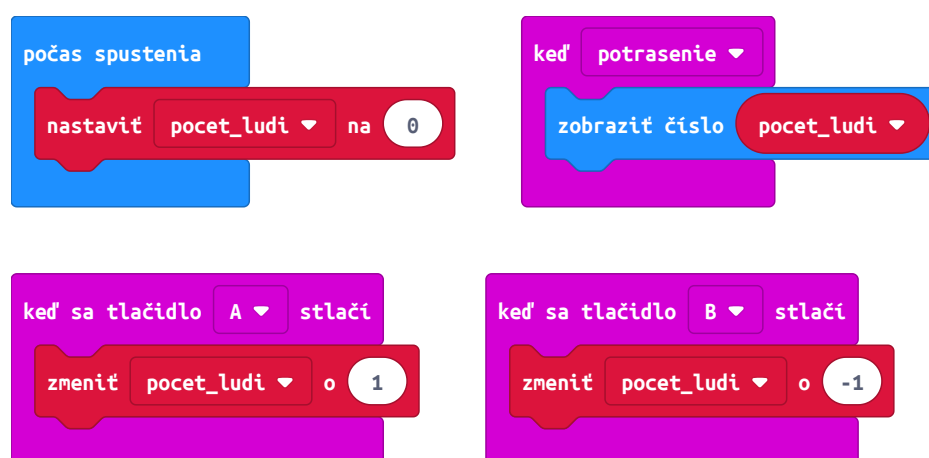 počas spustenia
nastaviť pocet_ludi na 0
keď potrasenie
zobraziť číslo pocet_ludi
keď sa tlačidlo A stlačí
zmeniť pocet_ludi o 1
keď sa tlačidlo B stlačí
zmeniť pocet_ludi o -1